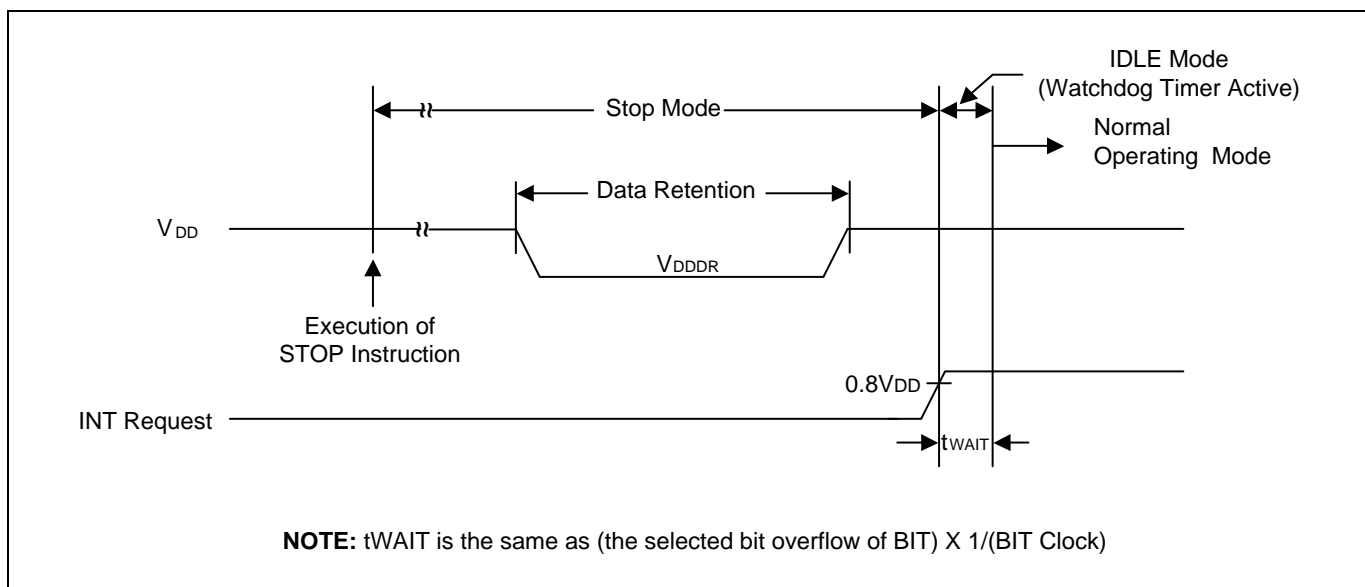 IDLE Mode
(Watchdog Timer Active)
Stop Mode
Normal
Operating Mode
Data Retention
VDD
VDDDR
Execution of
STOP Instruction
0.8VDD
INT Request
tWAIT
NOTE: tWAIT is the same as (the selected bit overflow of BIT) X 1/(BIT Clock)